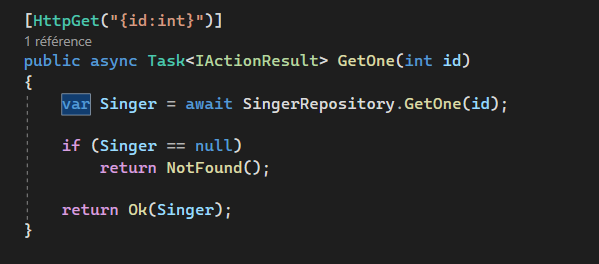 [HttpGet("{id:int}")]
1 référence
public async Task<IActionResult> GetOne(int id)
{
    var Singer = await SingerRepository.GetOne(id);
    if (Singer == null)
        return NotFound();
    return Ok(Singer);
}